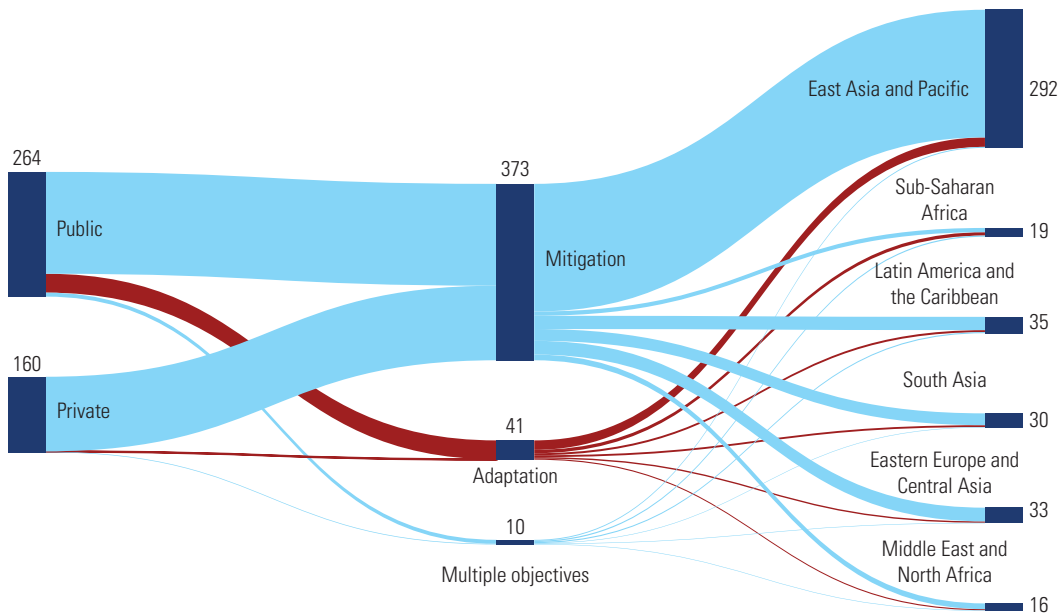 264
Public
160
Private
373
Mitigation
41
Adaptation
10
Multiple objectives
East Asia and Pacific
292
Sub-Saharan
Africa
19
Latin America and
the Caribbean
35
South Asia
30
Eastern Europe and
Central Asia
33
Middle East and
North Africa
16